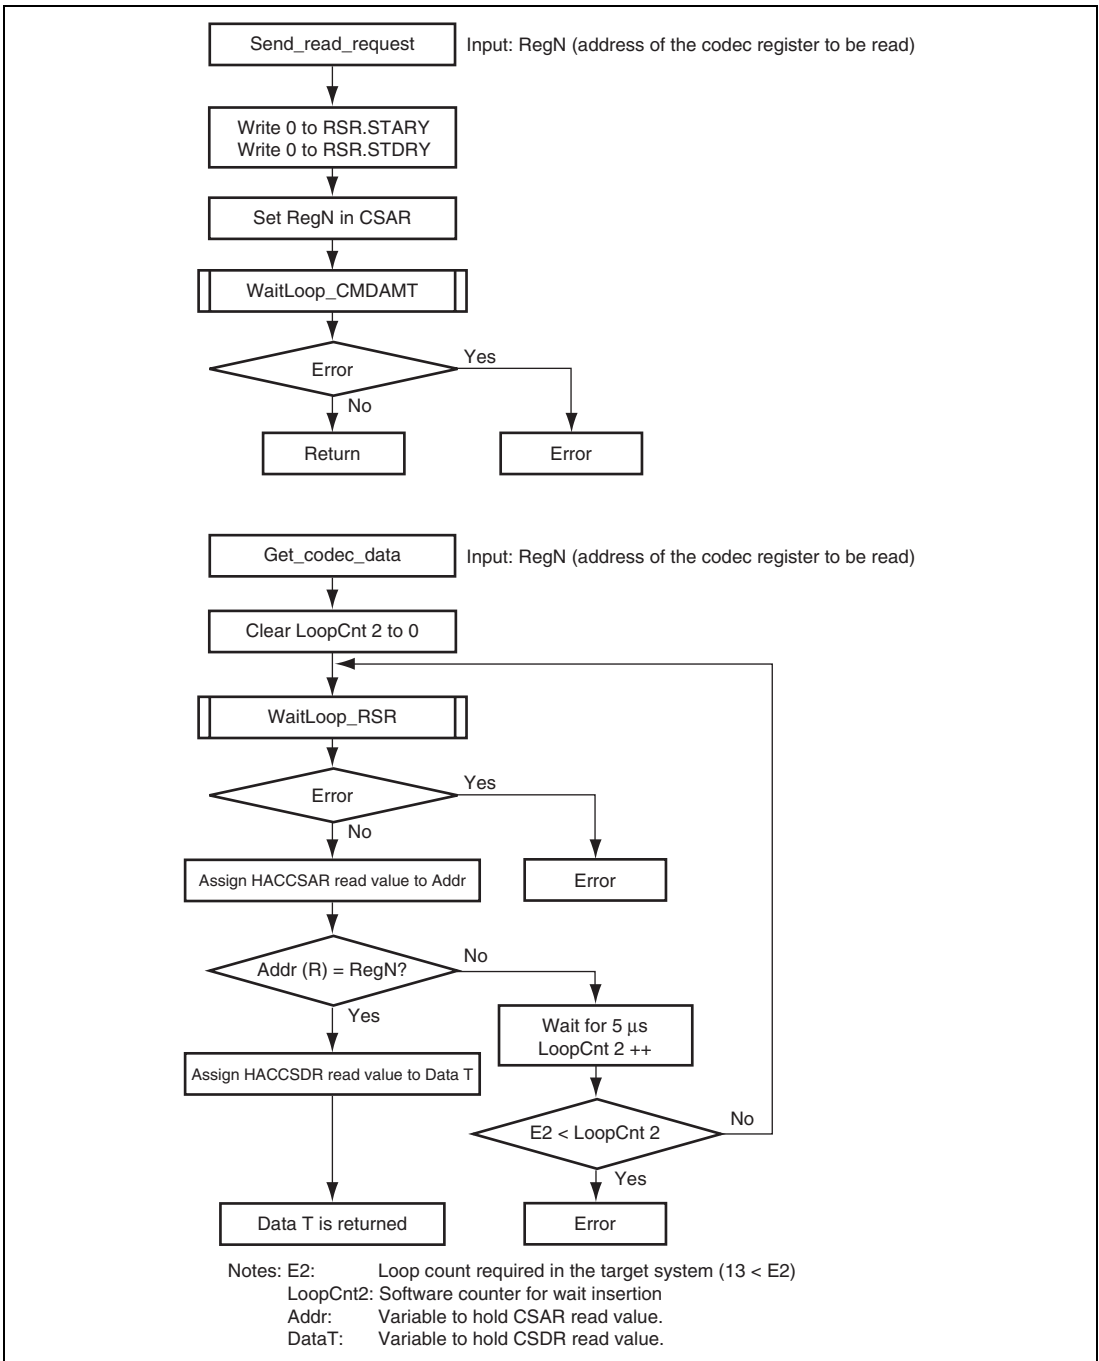 Send_read_request
Input: RegN (address of the codec register to be read)
Write 0 to RSR.STARY
Write 0 to RSR.STDRY
Set RegN in CSAR
WaitLoop_CMDAMT
Error
Yes
No
Return
Error
Get_codec_data
Input: RegN (address of the codec register to be read)
Clear LoopCnt 2 to 0
WaitLoop_RSR
Error
Yes
No
Assign HACCSAR read value to Addr
Error
Addr (R) = RegN?
No
Yes
Wait for 5 μs
LoopCnt 2 ++
Assign HACCSDR read value to Data T
E2 < LoopCnt 2
No
Yes
Data T is returned
Error
Notes: E2: Loop count required in the target system (13 < E2)
LoopCnt2: Software counter for wait insertion
Addr: Variable to hold CSAR read value.
DataT: Variable to hold CSDR read value.